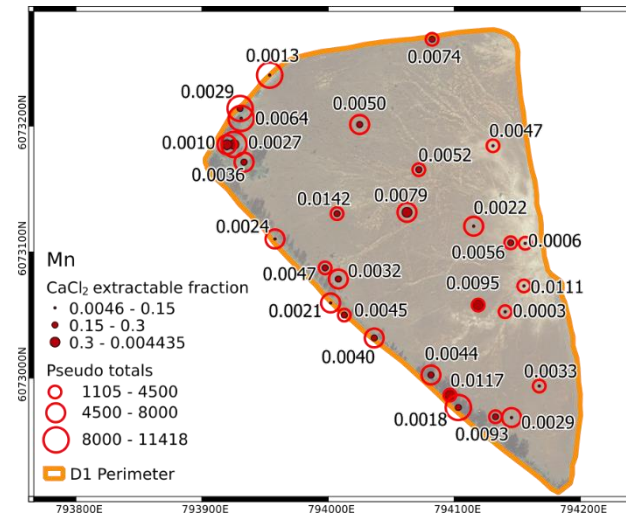 0.0013
0.0074
0.0029
0.0064
0.0050
0.0047
0.0010
0.0027
0.0052
0.0036
0.0142
0.0079
0.0022
0.0024
0.0056
0.0006
0.0047
0.0032
0.0095
0.0111
0.0021
0.0045
0.0003
0.0040
0.0044
0.0033
0.0117
0.0018
0.0093
0.0029
Mn
CaCl₂ extractable fraction
0.0046 - 0.15
0.15 - 0.3
0.3 - 0.004435
Pseudo totals
1105 - 4500
4500 - 8000
8000 - 11418
D1 Perimeter
6073200N
6073100N
6073000N
793800E
793900E
794000E
794100E
794200E